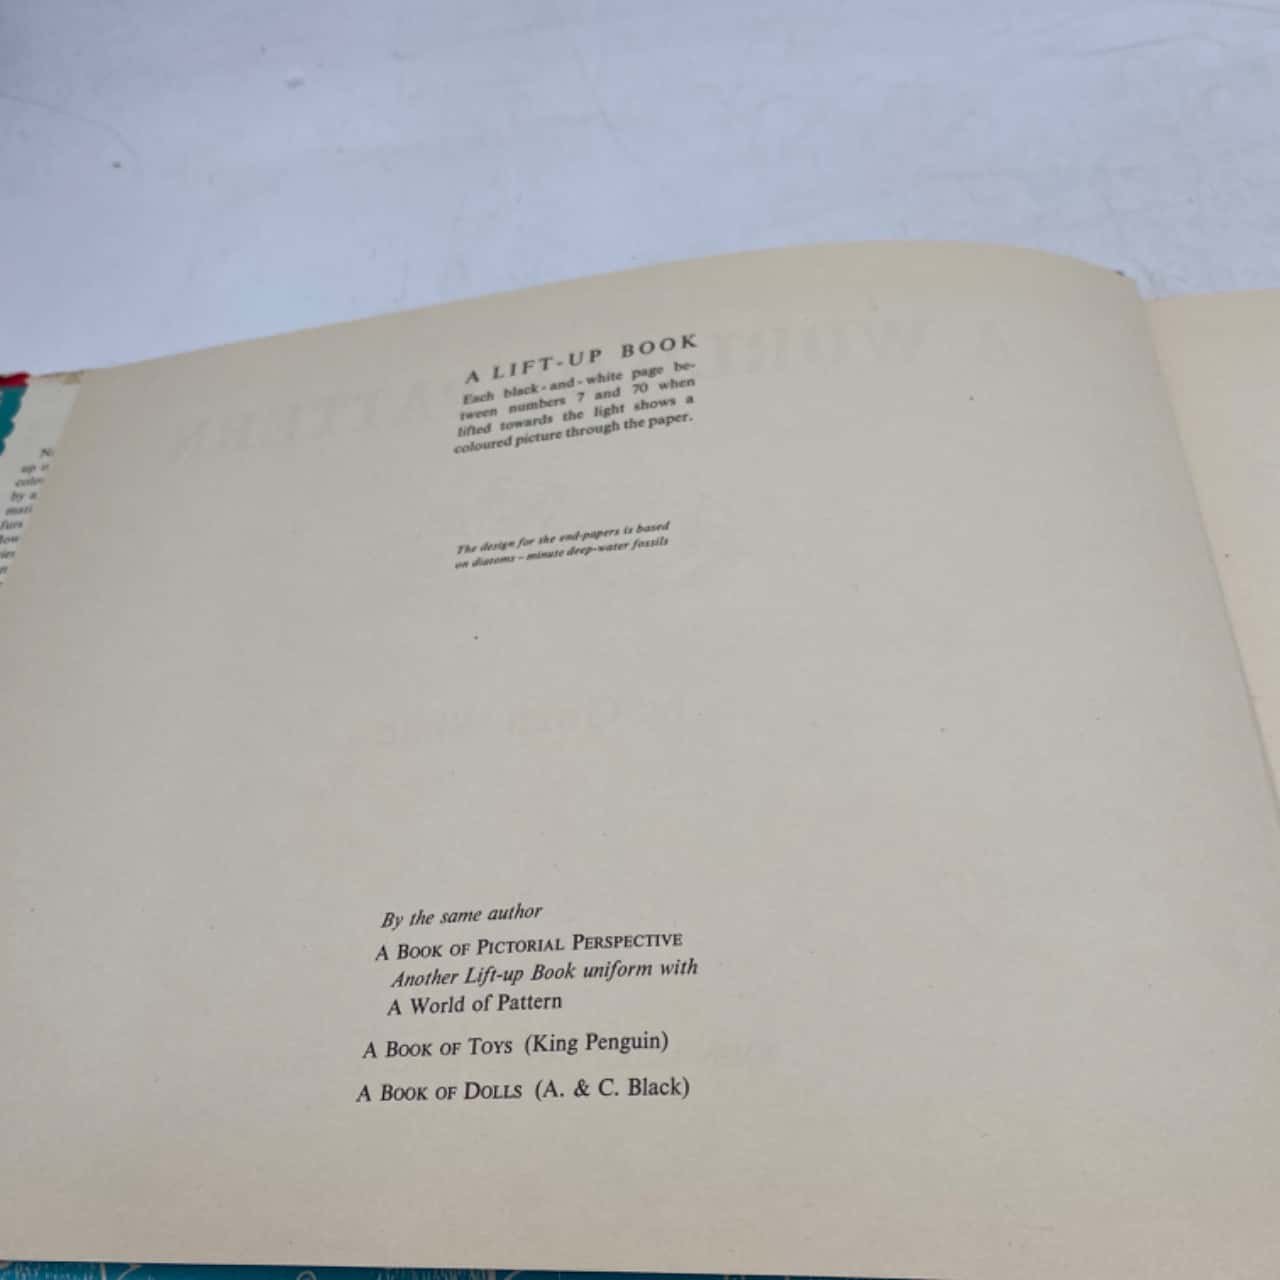 A LIFT-UP BOOK
Each black-and-white page be-
tween numbers 7 and 70 when
lifted towards the light shows a
coloured picture through the paper.
The design for the end-papers is based
on diatoms – minute deep-water fossils
By the same author
A BOOK OF PICTORIAL PERSPECTIVE
Another Lift-up Book uniform with
A World of Pattern
A BOOK OF TOYS (King Penguin)
A BOOK OF DOLLS (A. & C. Black)